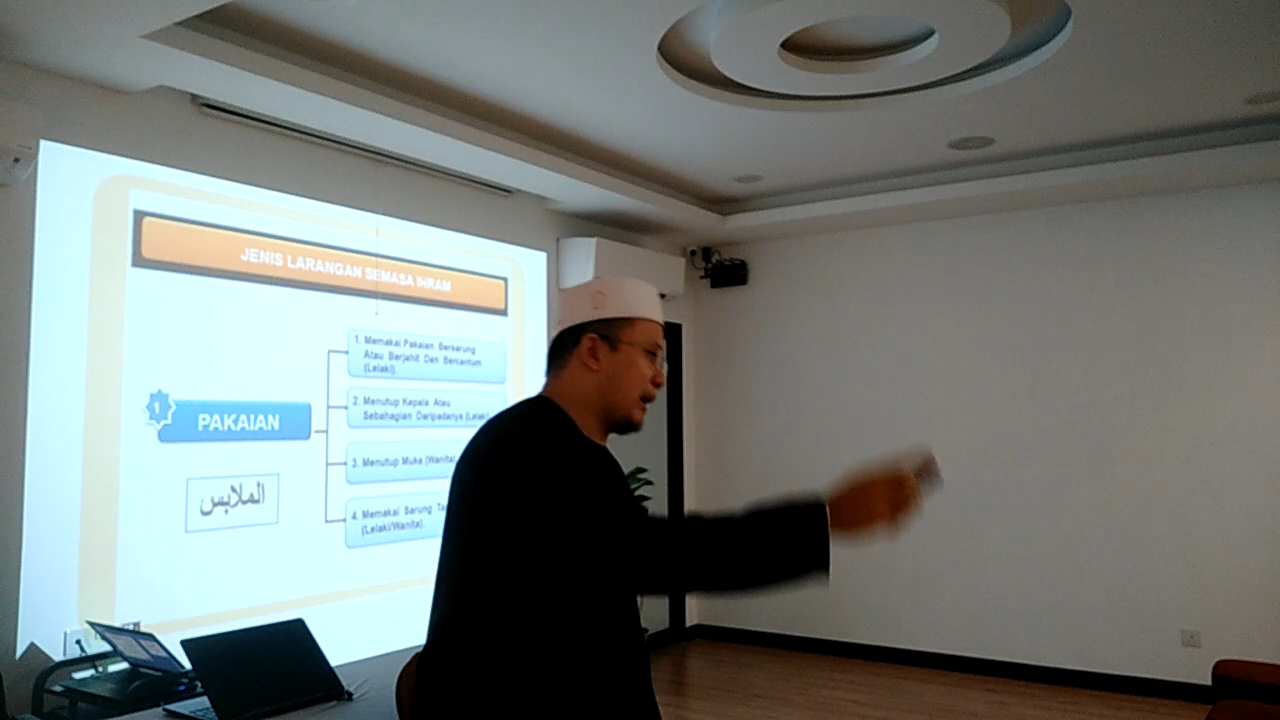 JENIS LARANGAN SEMASA IHRAM
1
PAKAIAN
الملابس
1. Memakai Pakaian Bersarung
Atau Berjahit Dan Bercantum
(Lelaki).
2. Menutup Kepala Atau
Sebahagian Daripadanya (Lelaki
3. Menutup Muka (Wanita)
4. Memakai Sarung
(Lelaki/Wanita).